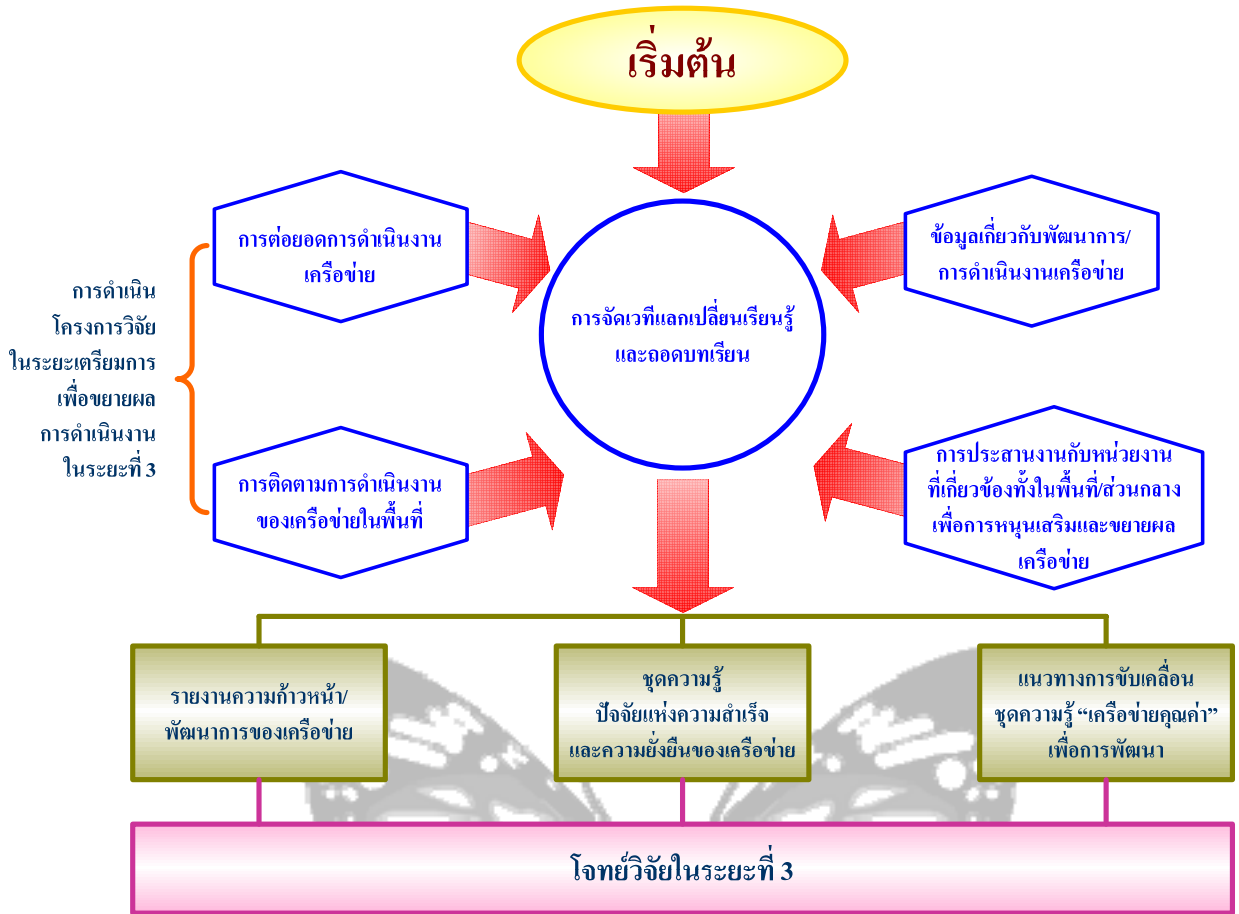 เริ่มต้น
การต่อยอดการดำเนินงาน
เครือข่าย
ข้อมูลเกี่ยวกับพัฒนาการ/
การดำเนินงานเครือข่าย
การดำเนิน
โครงการวิจัย
ในระยะเตรียมการ
เพื่อขยายผล
การดำเนินงาน
ในระยะที่ 3
การจัดเวทีแลกเปลี่ยนเรียนรู้
และถอดบทเรียน
การติดตามการดำเนินงาน
ของเครือข่ายในพื้นที่
การประสานงานกับหน่วยงาน
ที่เกี่ยวข้องทั้งในพื้นที่/ส่วนกลาง
เพื่อการหนุนเสริมและขยายผล
เครือข่าย
รายงานความก้าวหน้า/
พัฒนาการของเครือข่าย
ชุดความรู้
ปัจจัยแห่งความสำเร็จ
และความยั่งยืนของเครือข่าย
แนวทางการขับเคลื่อน
ชุดความรู้ “เครือข่ายคุณค่า”
เพื่อการพัฒนา
โจทย์วิจัยในระยะที่ 3